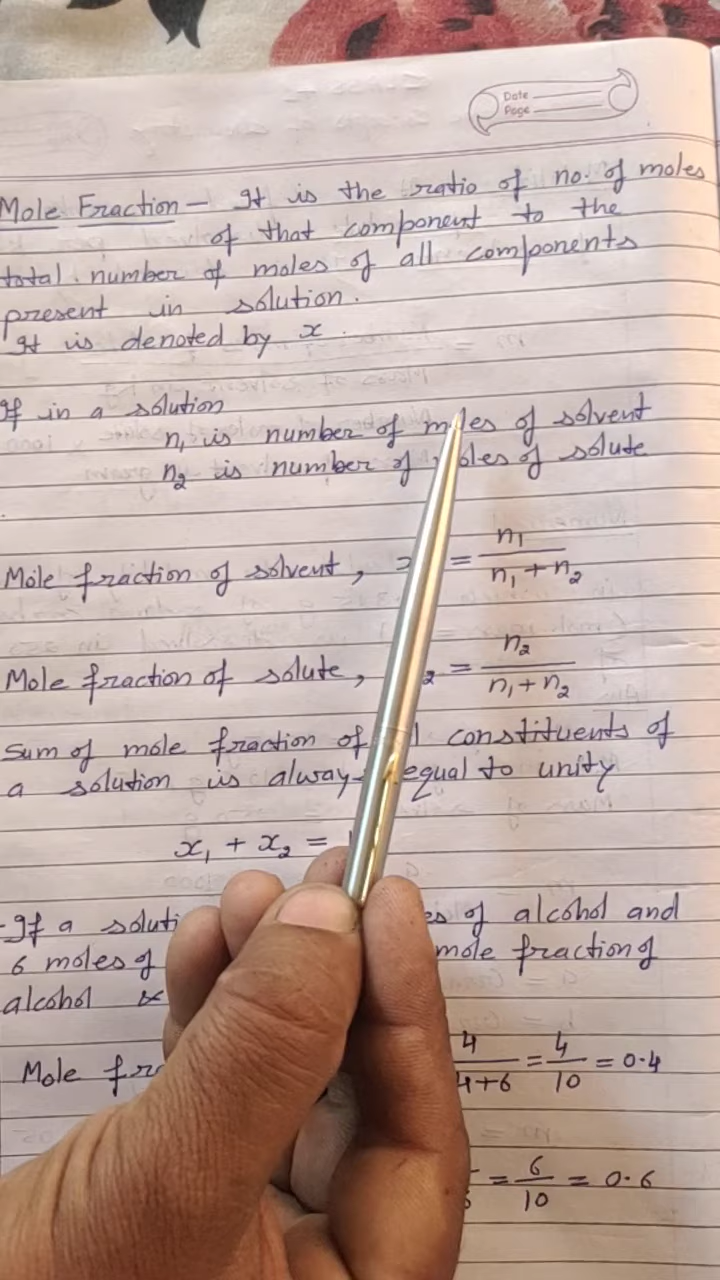 Date
Page
Mole Fraction - It is the ratio of no. of moles
of that component to the
total number of moles of all components
present in solution.
It is denoted by x
If in a solution
n₁ is number of moles of solvent
n₂ is number of moles of solute
Mole fraction of solvent, = n₁ / n₁ + n₂
Mole fraction of solute, ₂ = n₂ / n₁ + n₂
Sum of mole fraction of constituents of
a solution is equal to unity
x₁ + x₂ =
If a of alcohol and
6 moles of mole fraction of
alcohol &
Mole 4 / 4+6 = 4 / 10 = 0.4
= 6 / 10 = 0.6